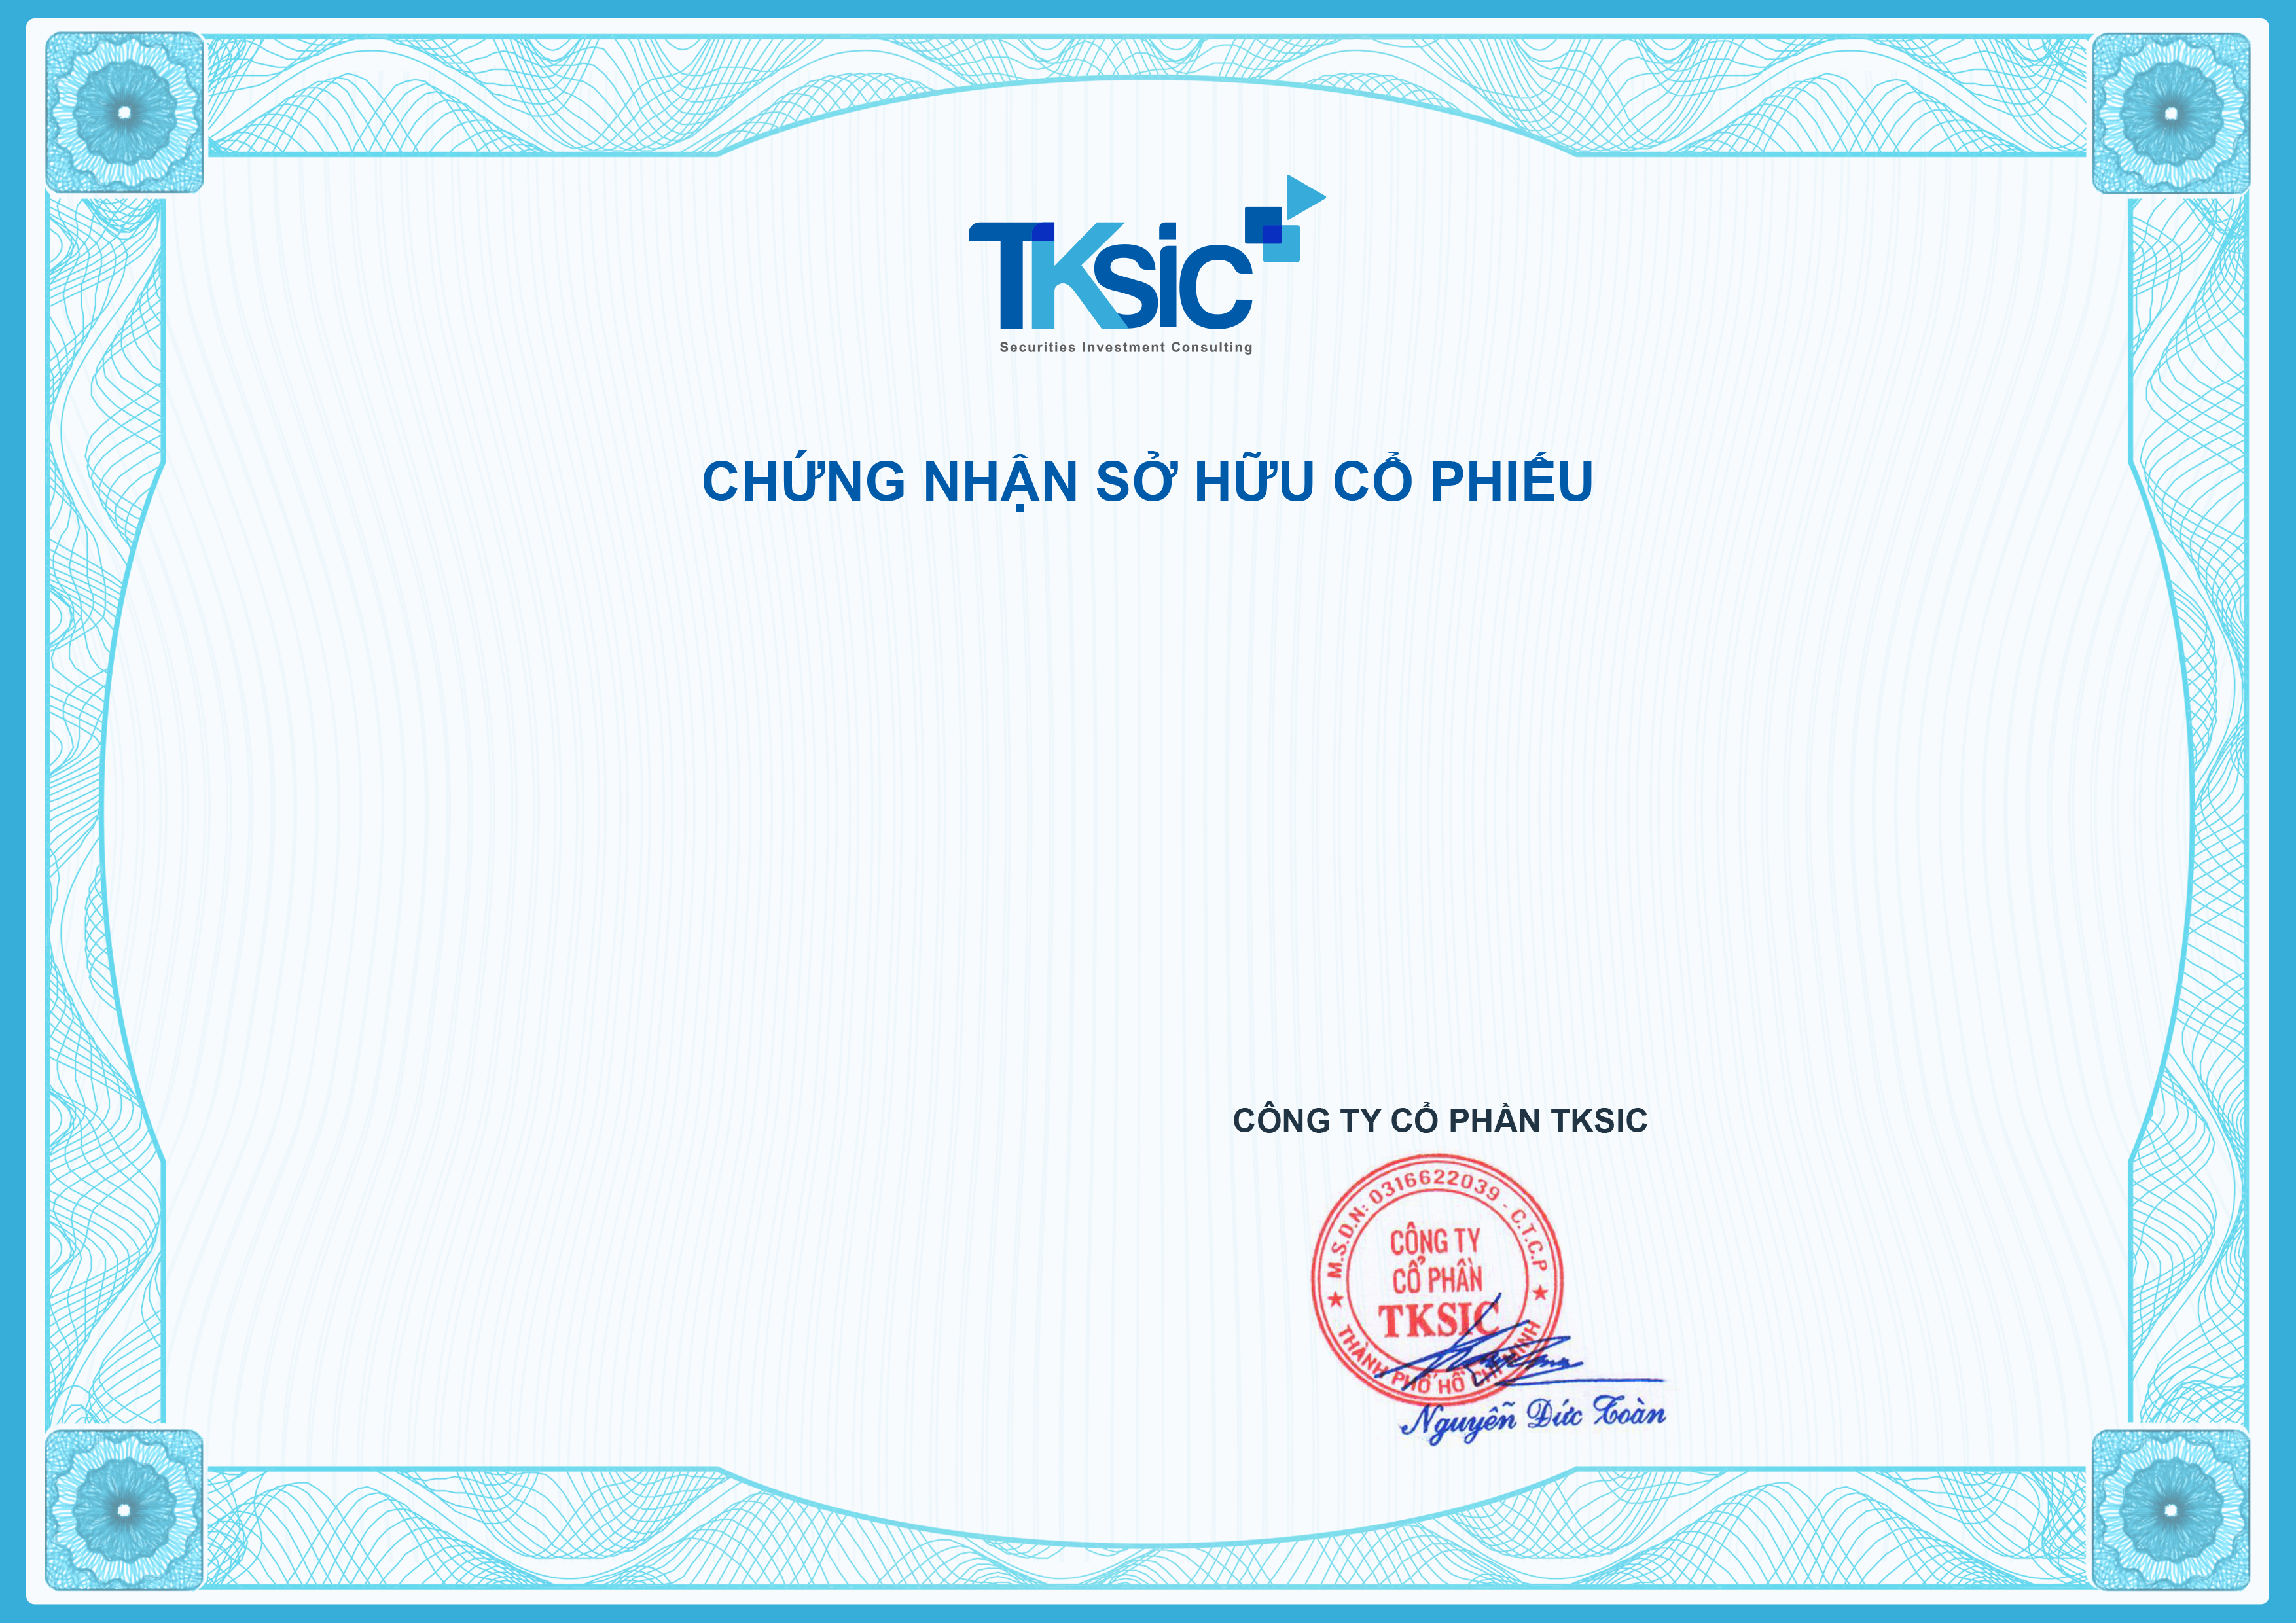 TKSIC
Securities Investment Consulting
CHỨNG NHẬN SỞ HỮU CỔ PHIẾU
CÔNG TY CỔ PHẦN TKSIC
M.S.D.N: 0316622039 - C.T.C.P
CÔNG TY
CỔ PHẦN
TKSIC
THÀNH PHỐ HỒ CHÍ MINH
Nguyễn Đức Toàn